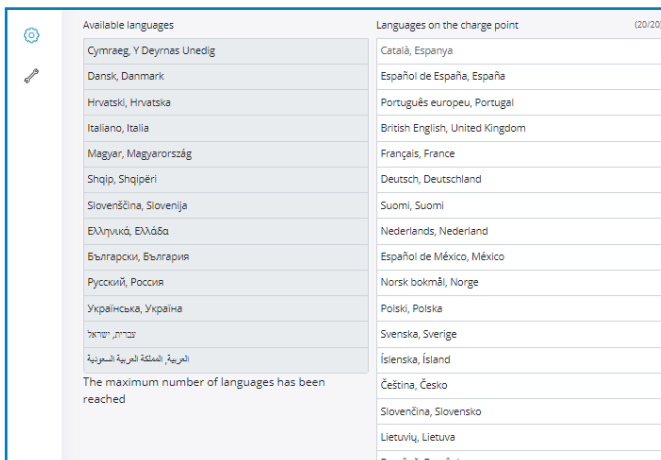 Available languages
Cymraeg, Y Deyrnas Unedig
Dansk, Danmark
Hrvatski, Hrvatska
Italiano, Italia
Magyar, Magyarország
Shqip, Shqipëri
Slovenščina, Slovenija
Ελληνικά, Ελλάδα
Български, България
Русский, Россия
Українська, Україна
עברית, ישראל
العربية, المملكة العربية السعودية
The maximum number of languages has been
reached
Languages on the charge point (20/20)
Català, Espanya
Español de España, España
Português europeu, Portugal
British English, United Kingdom
Français, France
Deutsch, Deutschland
Suomi, Suomi
Nederlands, Nederland
Español de México, México
Norsk bokmål, Norge
Polski, Polska
Svenska, Sverige
Íslenska, Ísland
Čeština, Česko
Slovenčina, Slovensko
Lietuvių, Lietuva